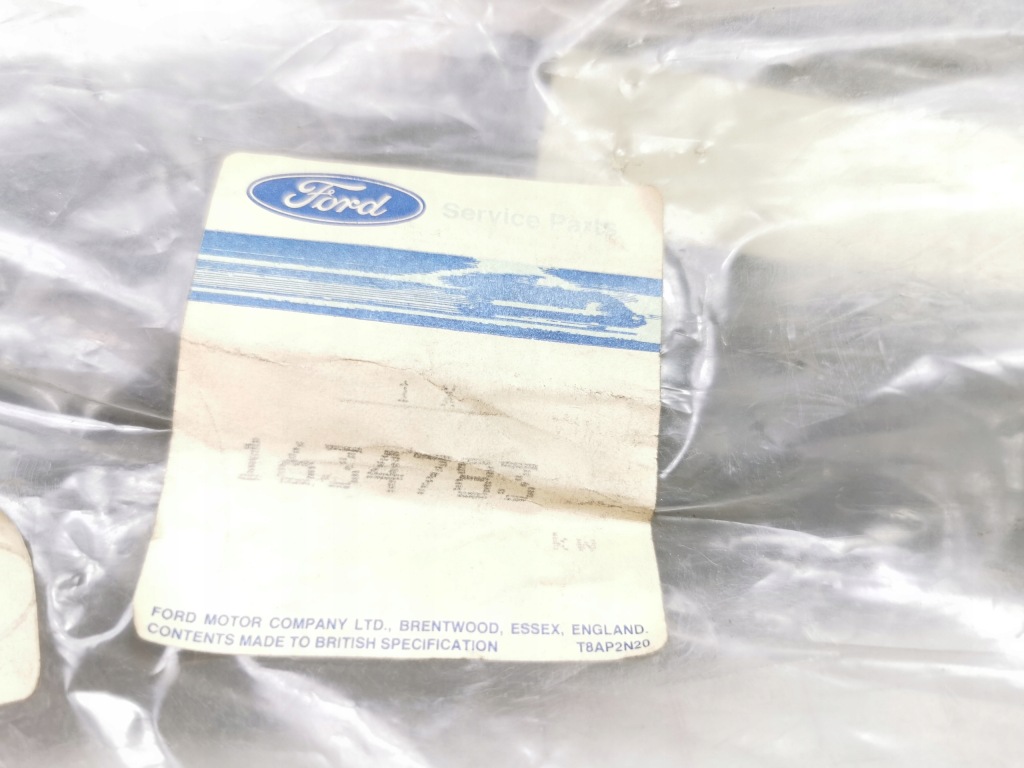 Ford Service Parts
1 X
1634783
kw
FORD MOTOR COMPANY LTD., BRENTWOOD, ESSEX, ENGLAND.
CONTENTS MADE TO BRITISH SPECIFICATION T8AP2N20